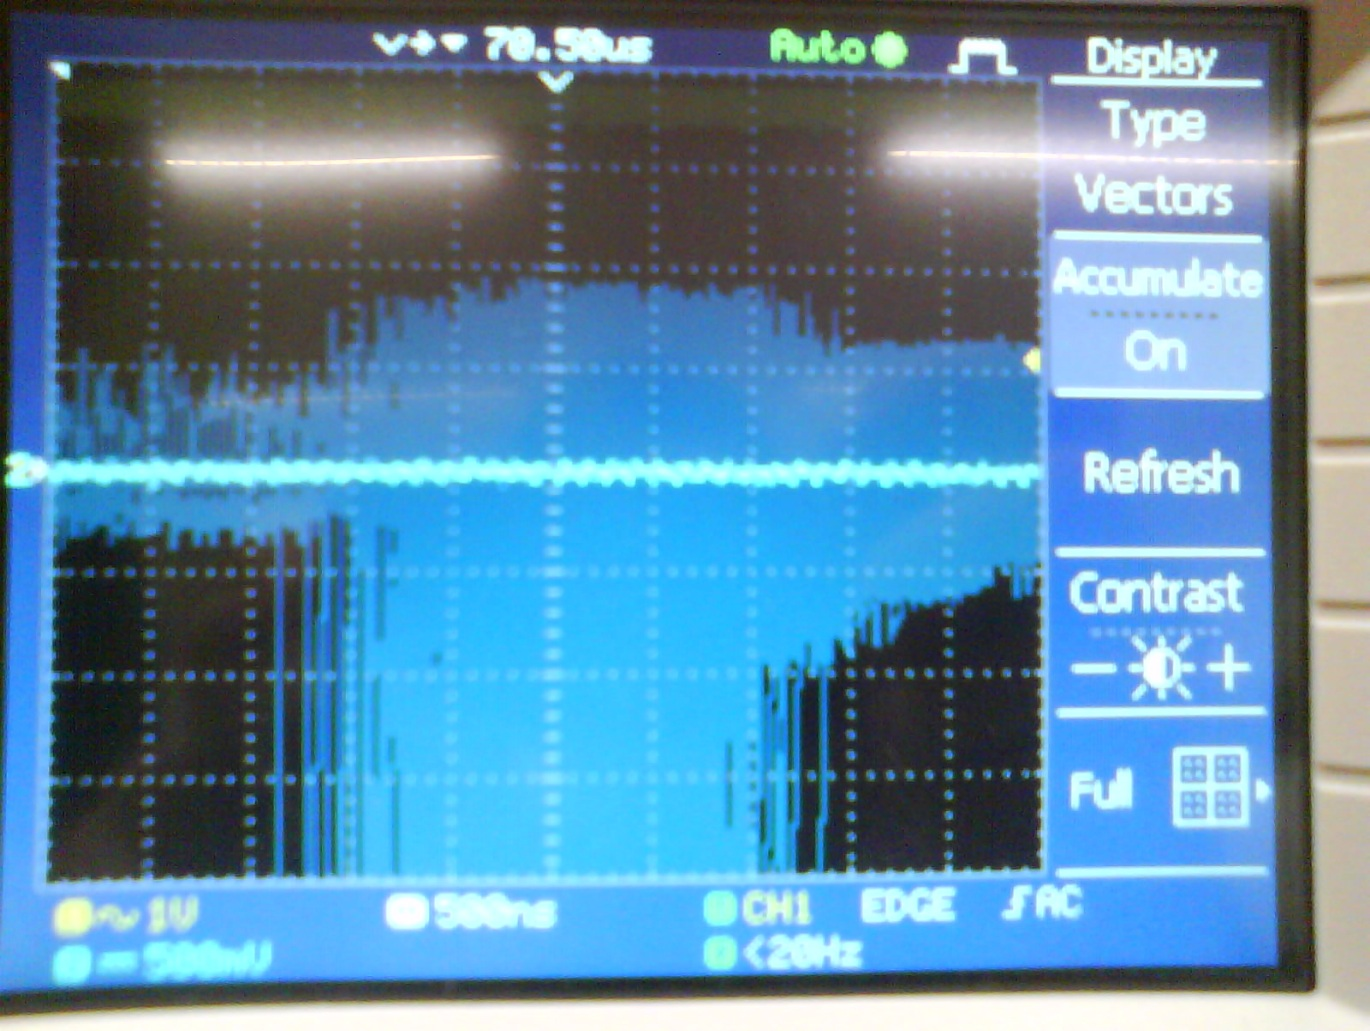 70.50us
Auto
Display
Type
Vectors
Accumulate
On
Refresh
Contrast
Full
1V
500ns
CH1
EDGE
AC
500mV
<20Hz